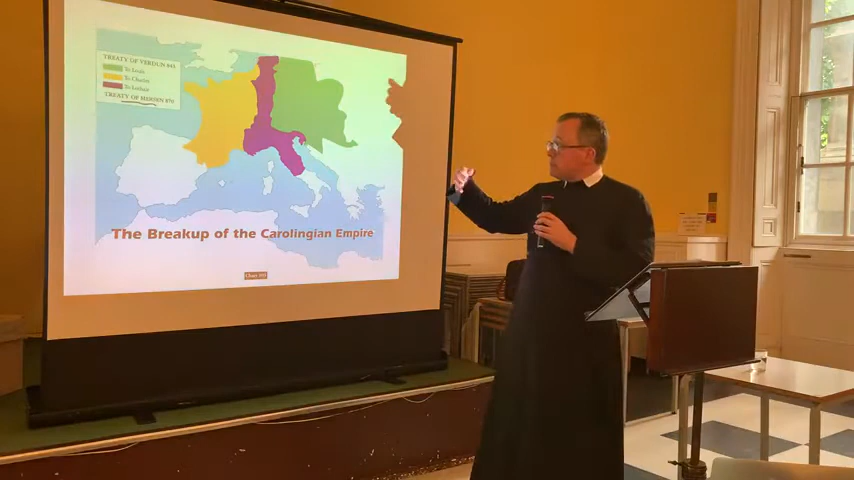 TREATY OF VERDUN 843
To Louis
To Charles
To Lothair
TREATY OF MERSEN 870
The Breakup of the Carolingian Empire